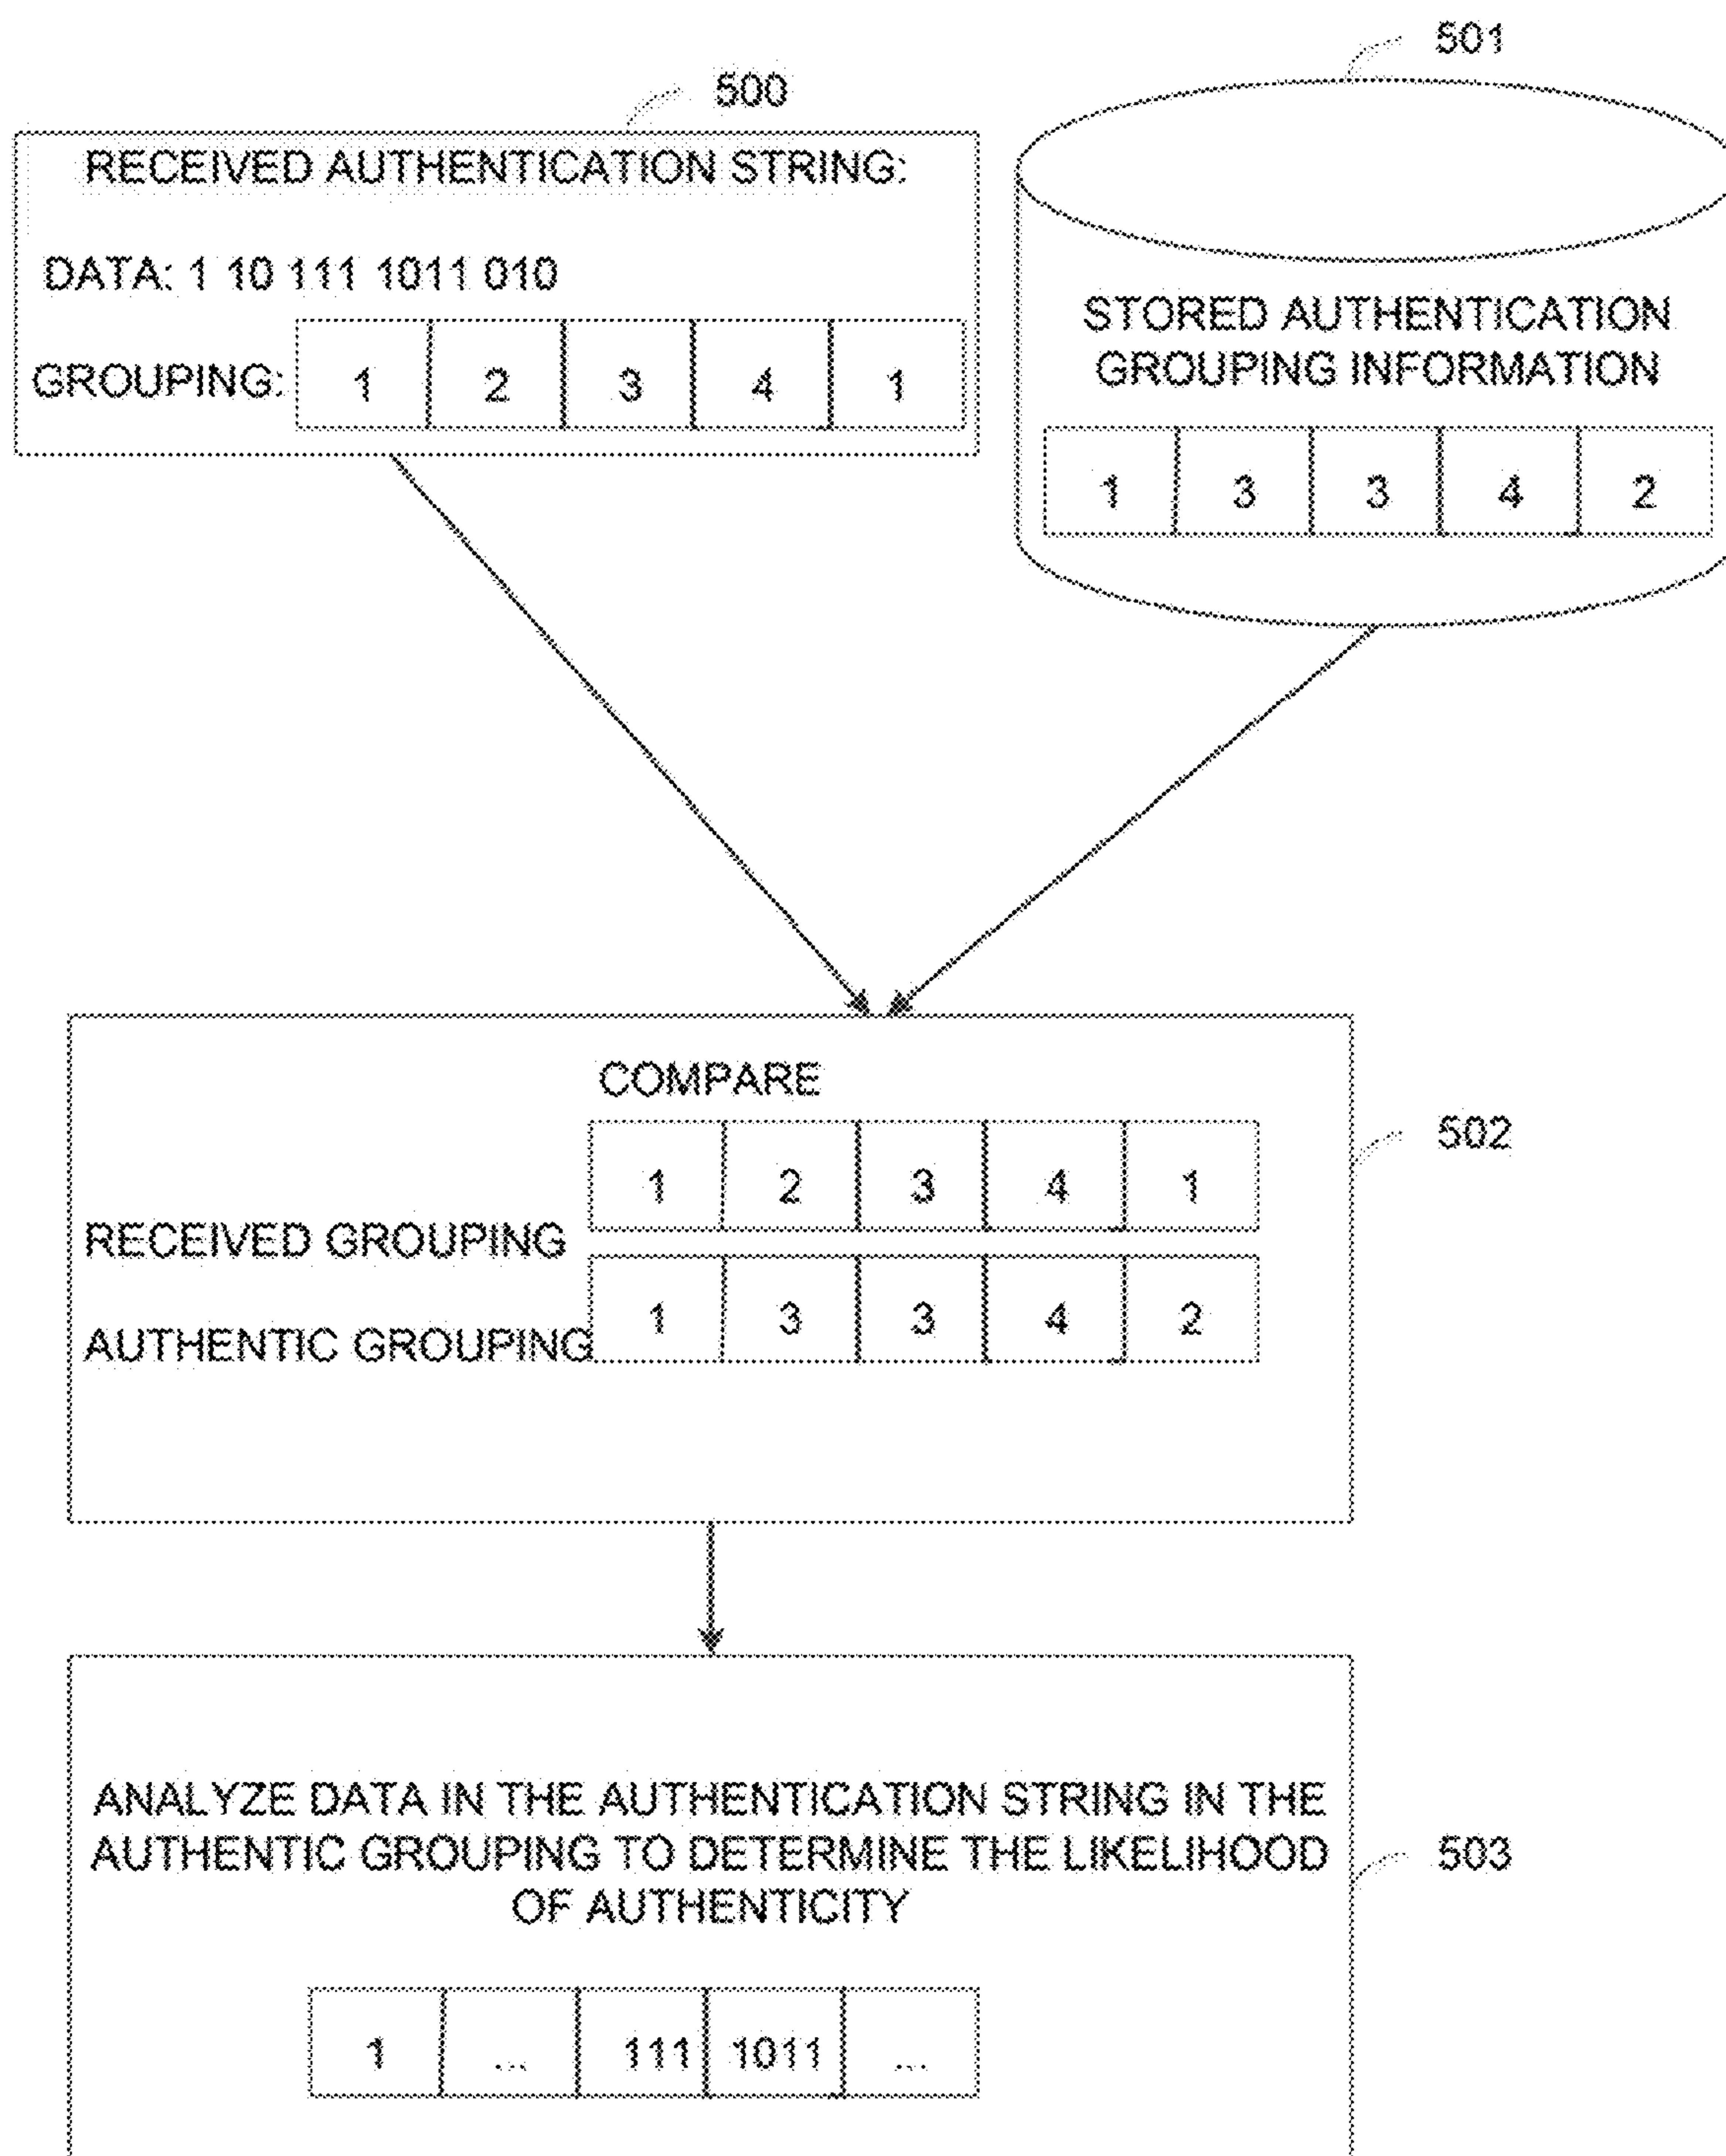 500
RECEIVED AUTHENTICATION STRING:
DATA: 1 10 111 1011 010
GROUPING: 1 2 3 4 1
501
STORED AUTHENTICATION
GROUPING INFORMATION
1 3 3 4 2
COMPARE
502
1 2 3 4 1
RECEIVED GROUPING
1 3 3 4 2
AUTHENTIC GROUPING
ANALYZE DATA IN THE AUTHENTICATION STRING IN THE
AUTHENTIC GROUPING TO DETERMINE THE LIKELIHOOD
OF AUTHENTICITY
503
1 ... 111 1011 ...